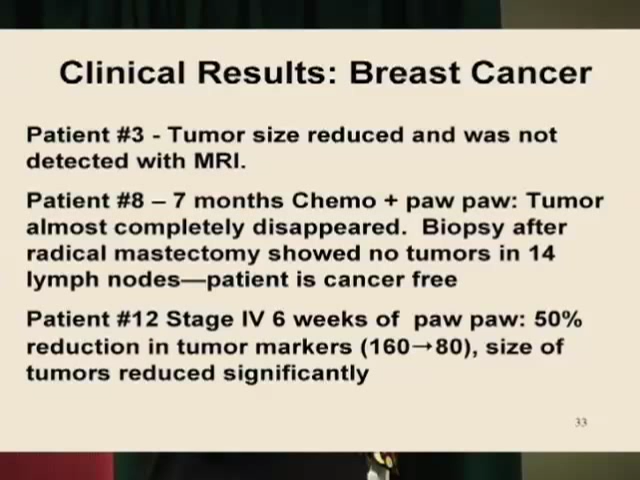 Clinical Results: Breast Cancer
Patient #3 - Tumor size reduced and was not
detected with MRI.
Patient #8 – 7 months Chemo + paw paw: Tumor
almost completely disappeared.  Biopsy after
radical mastectomy showed no tumors in 14
lymph nodes—patient is cancer free
Patient #12 Stage IV 6 weeks of  paw paw: 50%
reduction in tumor markers (160→80), size of
tumors reduced significantly
33